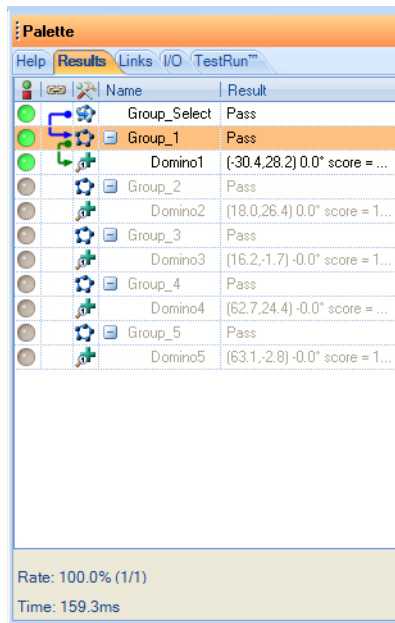 Palette
Help Results Links I/O TestRun™
Name Result
Group_Select Pass
Group_1 Pass
Domino1 (-30.4,28.2) 0.0° score = ...
Group_2 Pass
Domino2 (18.0,26.4) 0.0° score = 1...
Group_3 Pass
Domino3 (16.2,-1.7) -0.0° score = 1...
Group_4 Pass
Domino4 (62.7,24.4) -0.0° score = ...
Group_5 Pass
Domino5 (63.1,-2.8) -0.0° score = 1...
Rate: 100.0% (1/1)
Time: 159.3ms